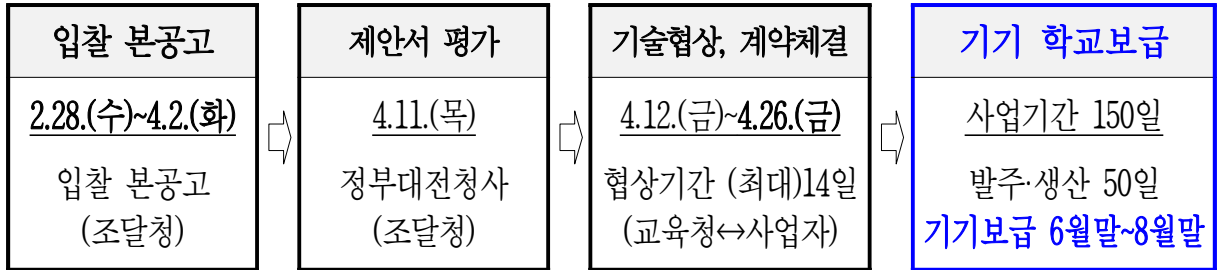 입찰 본공고
2.28.(수)~4.2.(화)
입찰 본공고
(조달청)
제안서 평가
4.11.(목)
정부대전청사
(조달청)
기술협상, 계약체결
4.12.(금)~4.26.(금)
협상기간 (최대)14일
(교육청↔사업자)
기기 학교보급
사업기간 150일
발주·생산 50일
기기보급 6월말~8월말